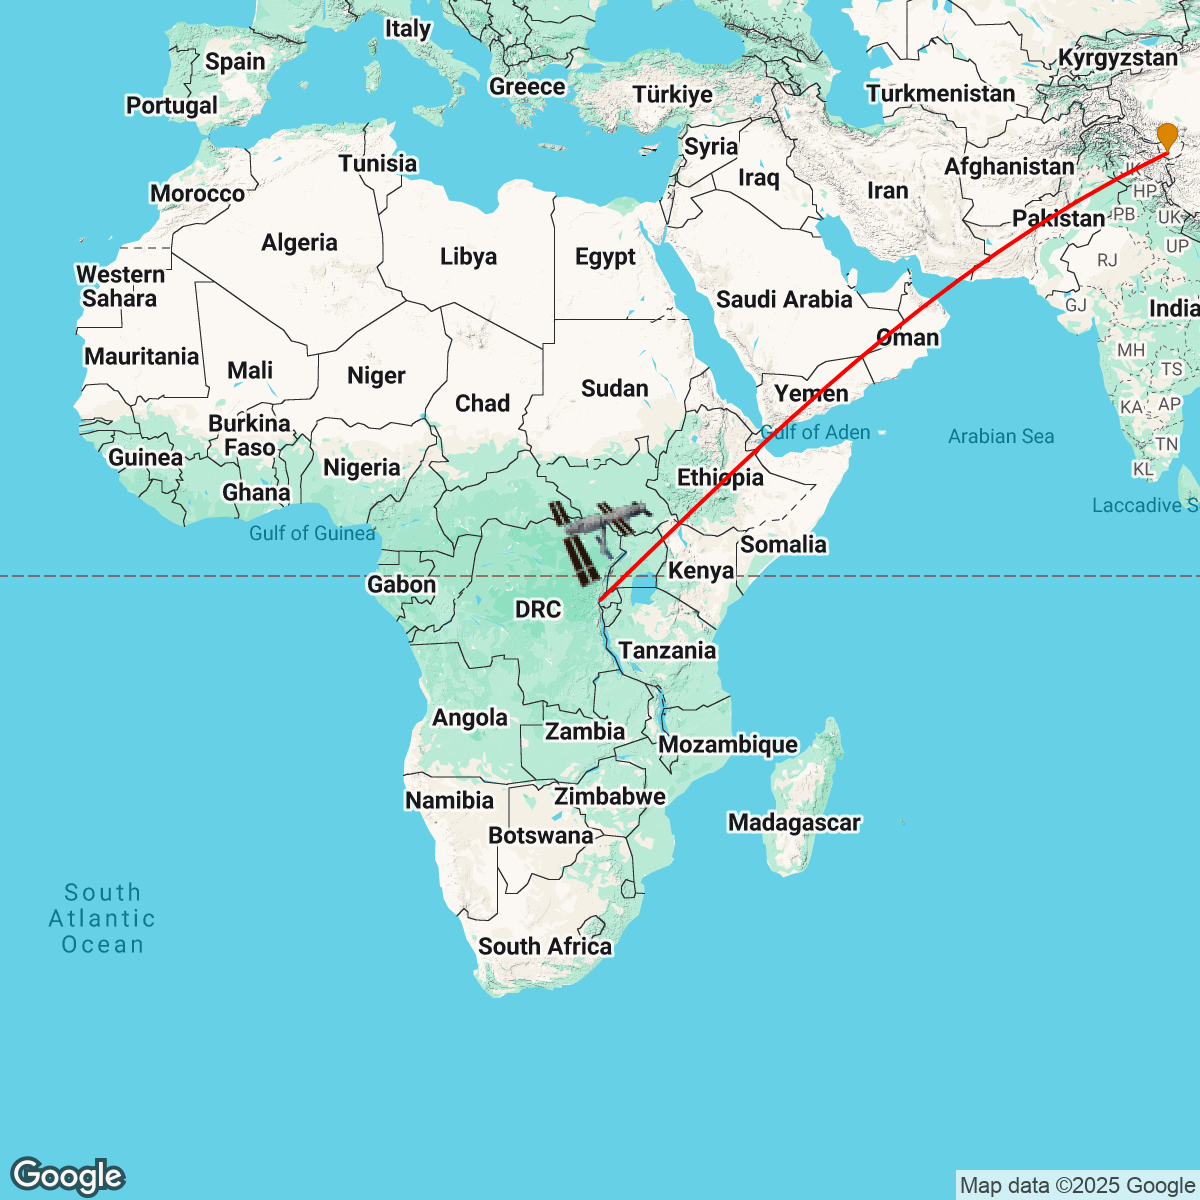 Italy
Spain
Kyrgyzstan
Greece
Türkiye
Turkmenistan
Portugal
Syria
Tunisia
Afghanistan
Iraq
JK
Morocco
Iran
HP
PB
UK
Pakistan
Algeria
Libya
Egypt
UP
RJ
Western
Sahara
Saudi Arabia
GJ
India
Oman
Mauritania
MH
Mali
Niger
TS
Sudan
Yemen
Chad
KA
AP
Burkina
Faso
Gulf of Aden
Arabian Sea
TN
Guinea
Nigeria
KL
Ethiopia
Ghana
Laccadive S
Gulf of Guinea
Somalia
Kenya
Gabon
DRC
Tanzania
Angola
Zambia
Mozambique
Namibia
Zimbabwe
Madagascar
Botswana
South
Atlantic
Ocean
South Africa
Google
Map data ©2025 Google